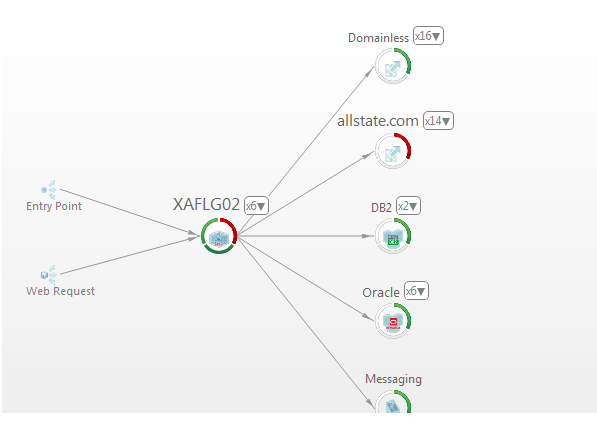 Domainless x16▼
allstate.com x14▼
XAFLG02 x6▼
Entry Point
DB2 x2▼
Web Request
Oracle x6▼
Messaging